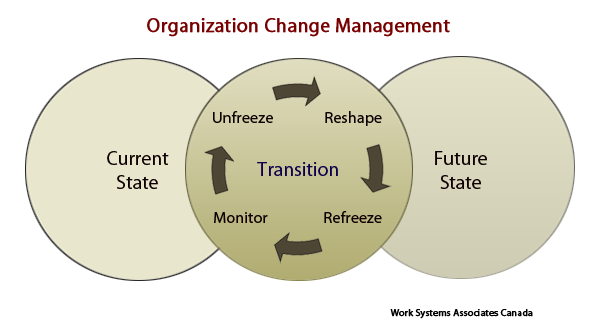 Organization Change Management
Unfreeze
Reshape
Current
State
Transition
Future
State
Monitor
Refreeze
Work Systems Associates Canada